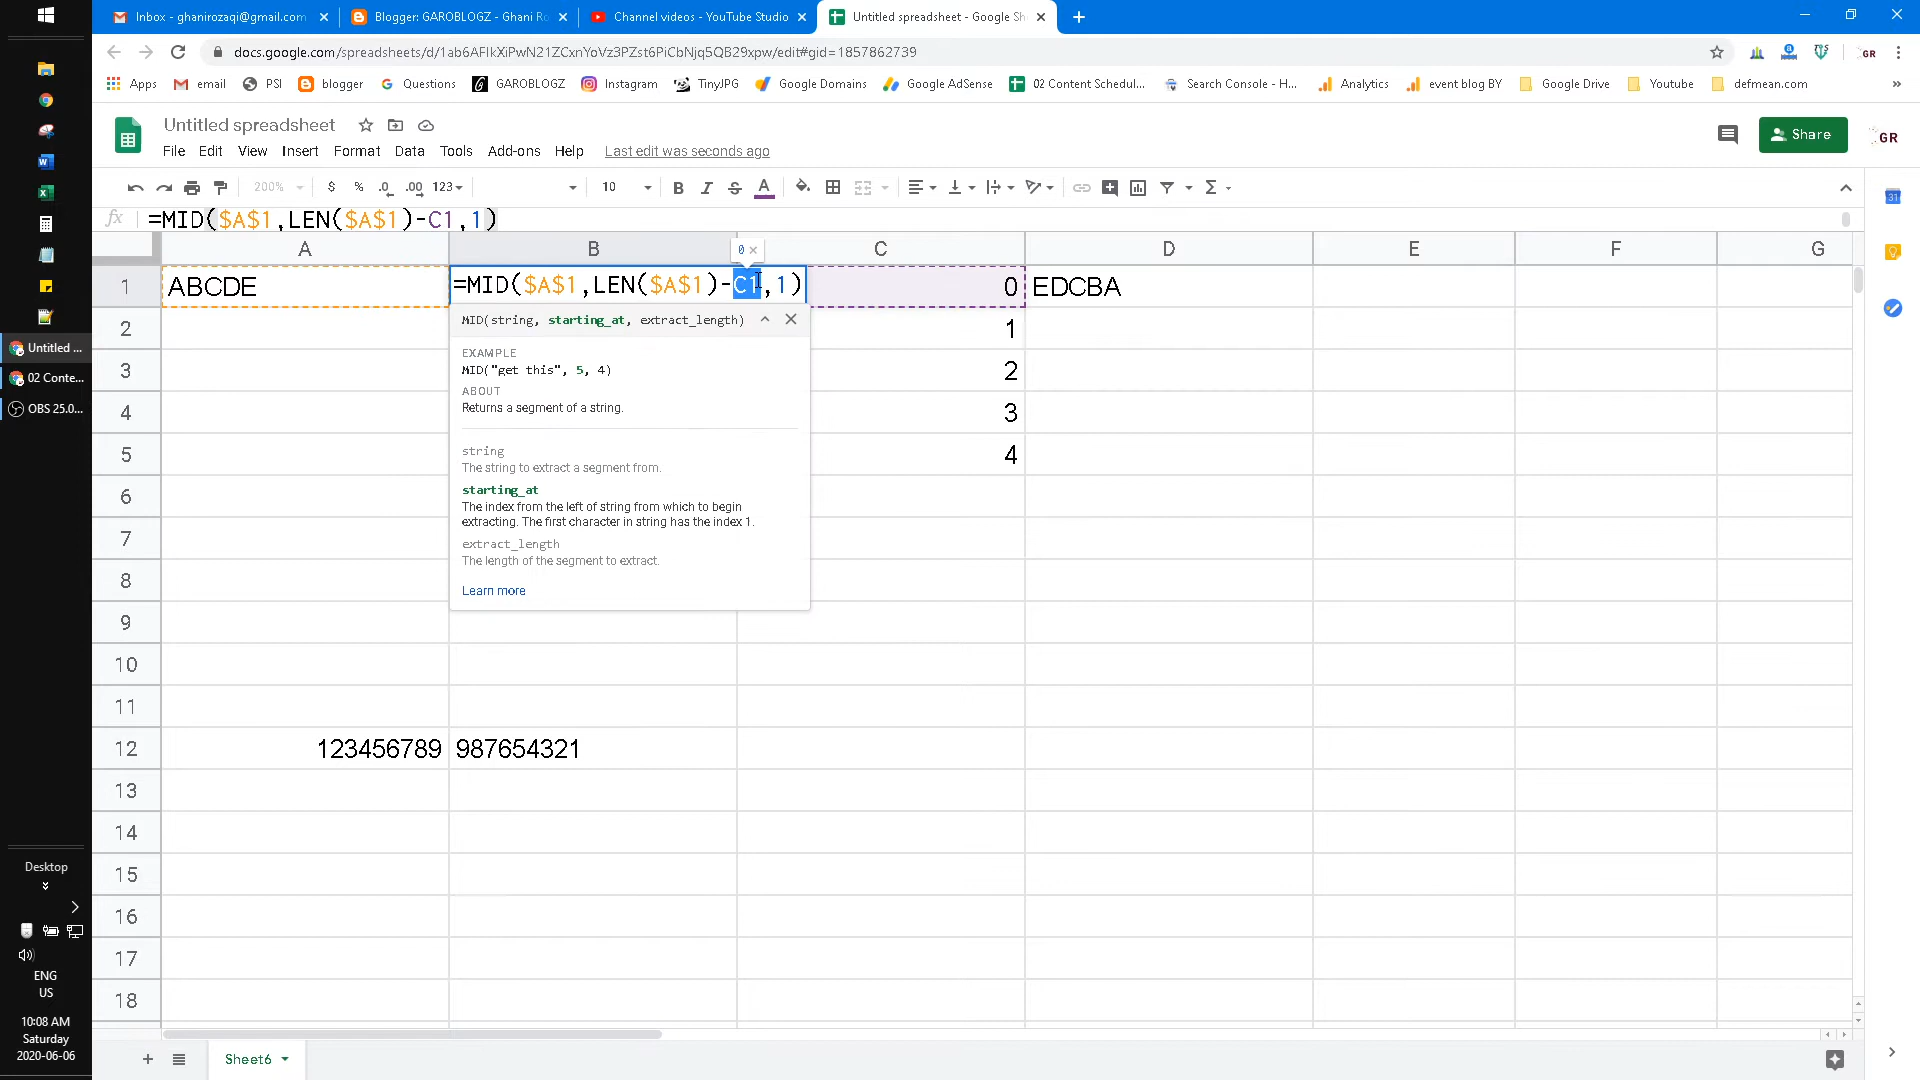 Inbox - ghanirozaqi@gmail.com
Blogger: GAROBLOGZ - Ghani Ro
Channel videos - YouTube Studio
Untitled spreadsheet - Google Sh
docs.google.com/spreadsheets/d/1ab6AFlkXiPwN21ZCxnYoVz3PZst6PiCbNjq5QB29xpw/edit#gid=1857862739
Apps
email
PSI
blogger
Questions
GAROBLOGZ
Instagram
TinyJPG
Google Domains
Google AdSense
02 Content Schedul...
Search Console - H...
Analytics
event blog BY
Google Drive
Youtube
defmean.com
Untitled spreadsheet
File Edit View Insert Format Data Tools Add-ons Help Last edit was seconds ago
Share
GR
200% $ % .0 .00 123 10 B I S A
fx =MID($A$1,LEN($A$1)-C1,1)
A B C D E F G
0 ×
1 ABCDE =MID($A$1,LEN($A$1)-C1,1) 0 EDCBA
MID(string, starting_at, extract_length)
2 1
EXAMPLE
3 MID("get this", 5, 4) 2
ABOUT
4 Returns a segment of a string. 3
5 string 4
The string to extract a segment from.
6 starting_at
The index from the left of string from which to begin
extracting. The first character in string has the index 1.
7 extract_length
The length of the segment to extract.
8 Learn more
9
10
11
12 123456789 987654321
13
14
15
16
17
18
Sheet6
Untitled ...
02 Conte...
OBS 25.0...
Desktop
ENG
US
10:08 AM
Saturday
2020-06-06